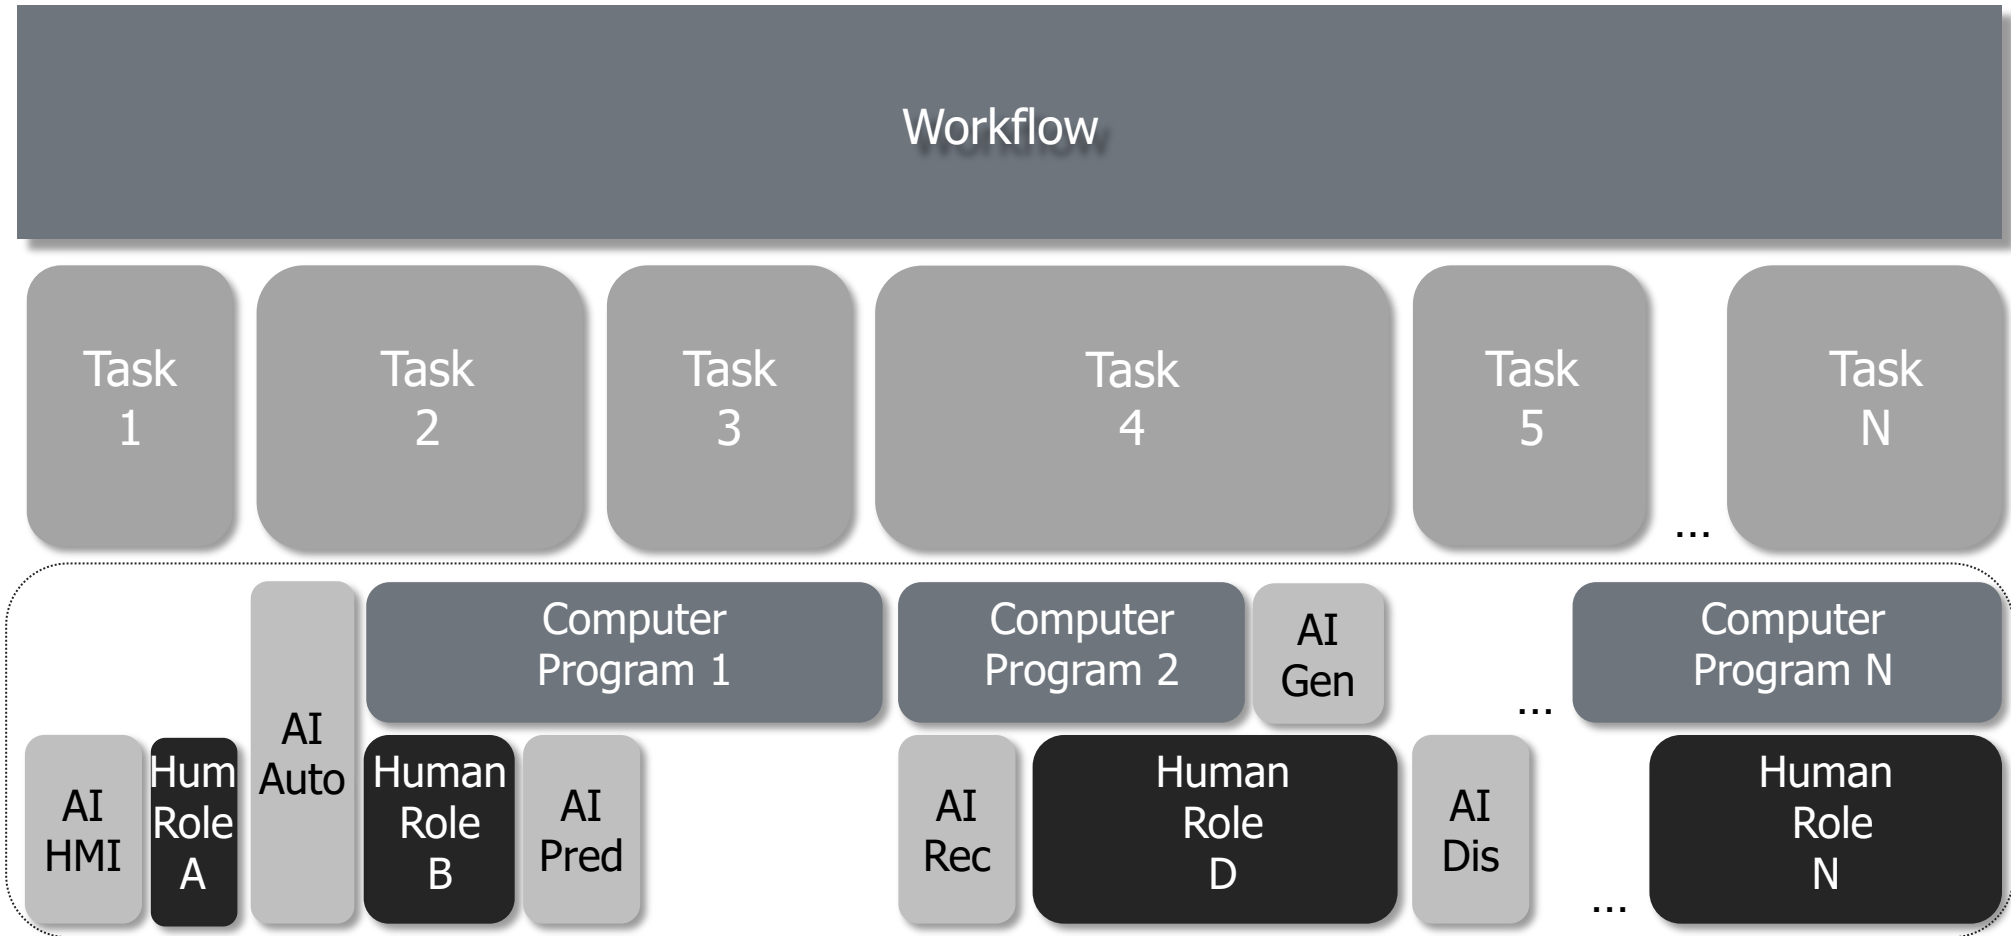 Workflow
Task
1
Task
2
Task
3
Task
4
Task
5
...
Task
N
Computer
Program 1
Computer
Program 2
AI
Gen
...
Computer
Program N
AI
HMI
Hum
Role
A
AI
Auto
Human
Role
B
AI
Pred
AI
Rec
Human
Role
D
AI
Dis
...
Human
Role
N